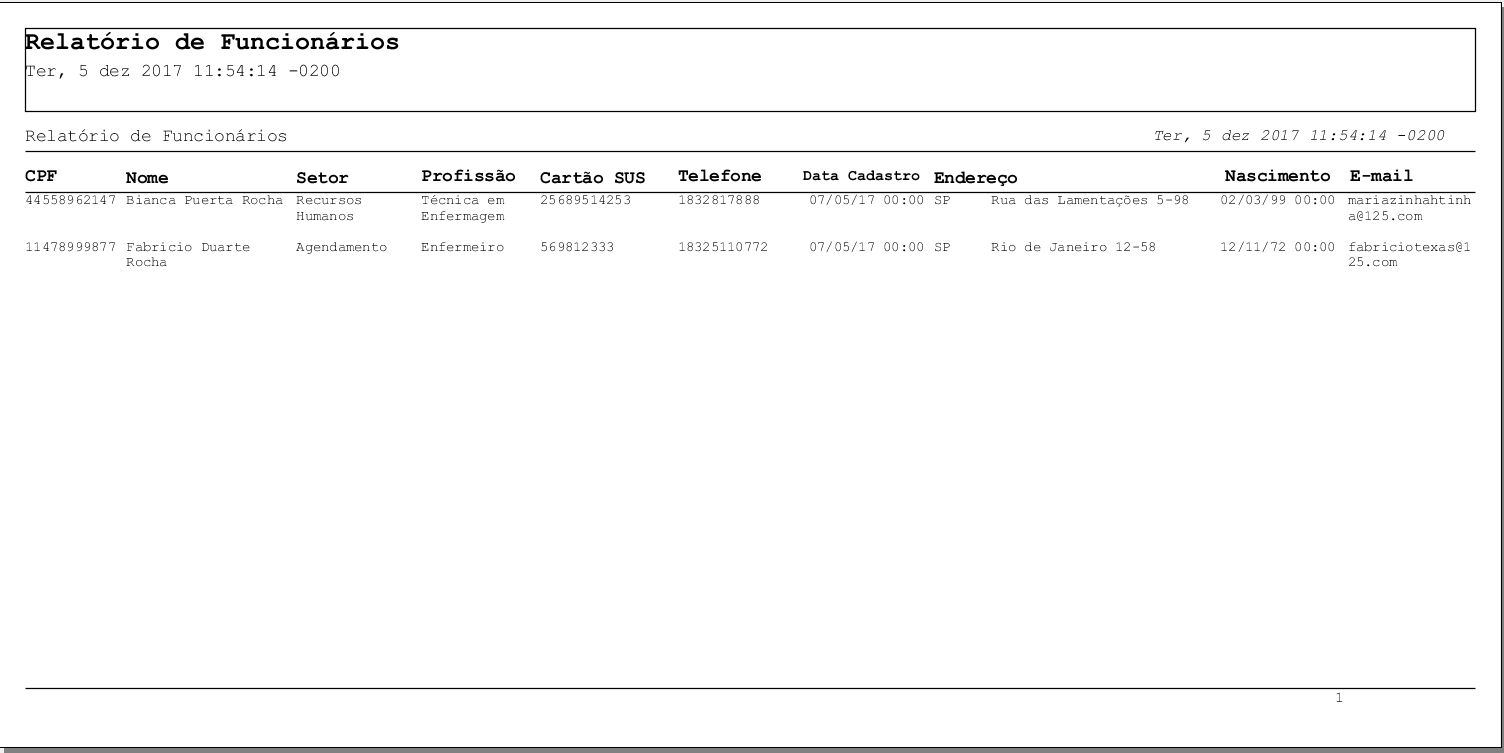 Relatório de Funcionários
Ter, 5 dez 2017 11:54:14 -0200
Relatório de Funcionários Ter, 5 dez 2017 11:54:14 -0200
CPF Nome Setor Profissão Cartão SUS Telefone Data Cadastro Endereço Nascimento E-mail
44558962147 Bianca Puerta Rocha Recursos Técnica em 25689514253 1832817888 07/05/17 00:00 SP Rua das Lamentações 5-98 02/03/99 00:00 mariazinhahtinh
Humanos Enfermagem a@125.com
11478999877 Fabricio Duarte Agendamento Enfermeiro 569812333 18325110772 07/05/17 00:00 SP Rio de Janeiro 12-58 12/11/72 00:00 fabriciotexas@1
Rocha 25.com
1